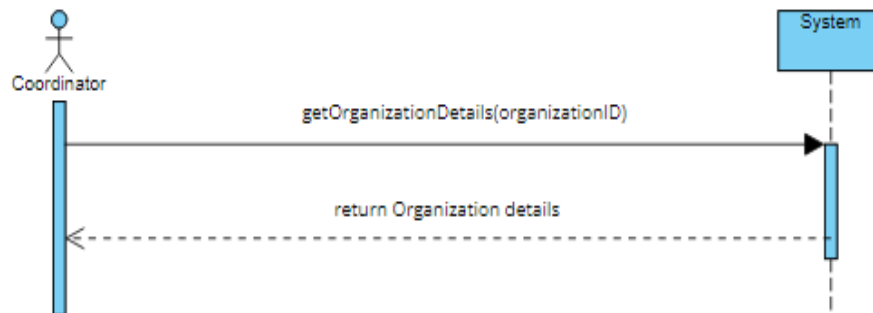 System
Coordinator
getOrganizationDetails(organizationID)
return Organization details